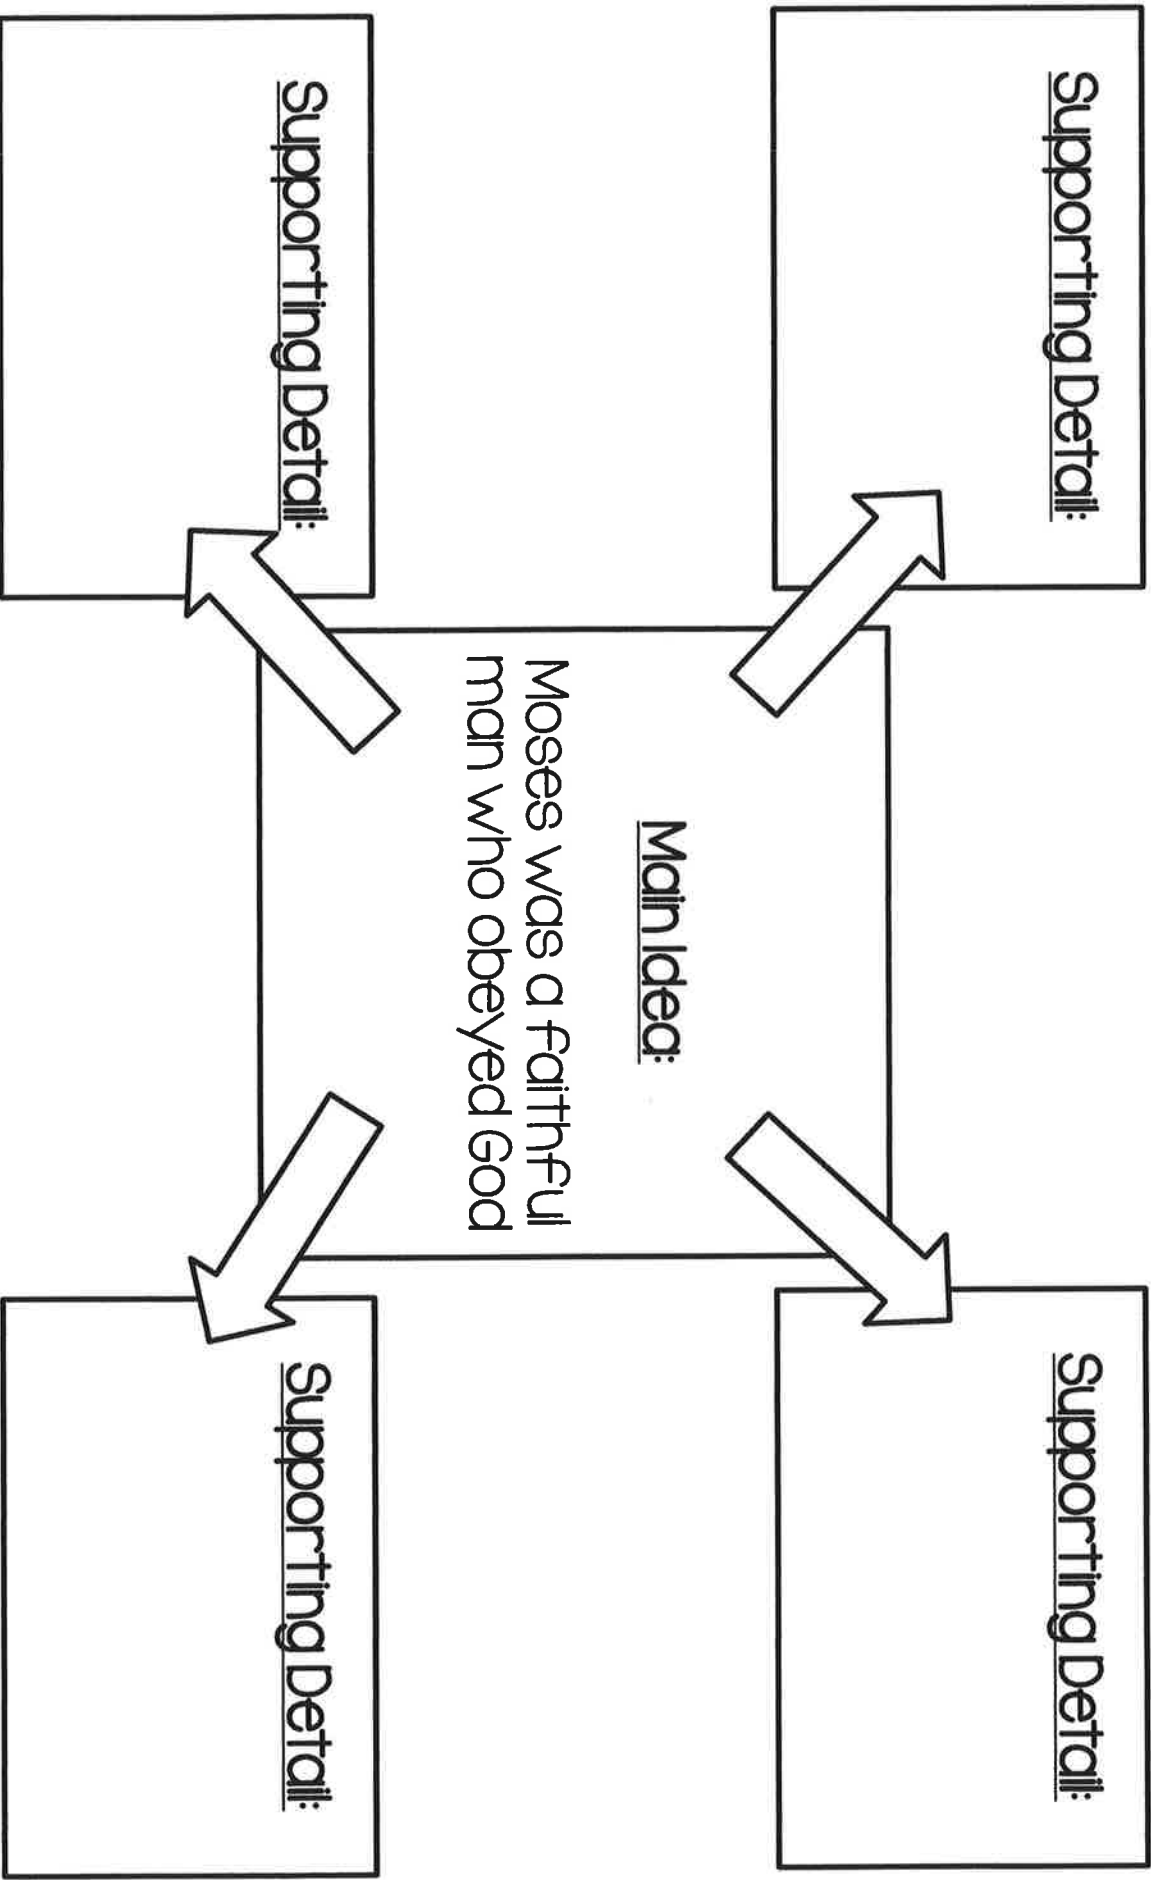 Supporting Detail:
Supporting Detail:
Main Idea:
Moses was a faithful
man who obeyed God
Supporting Detail:
Supporting Detail: